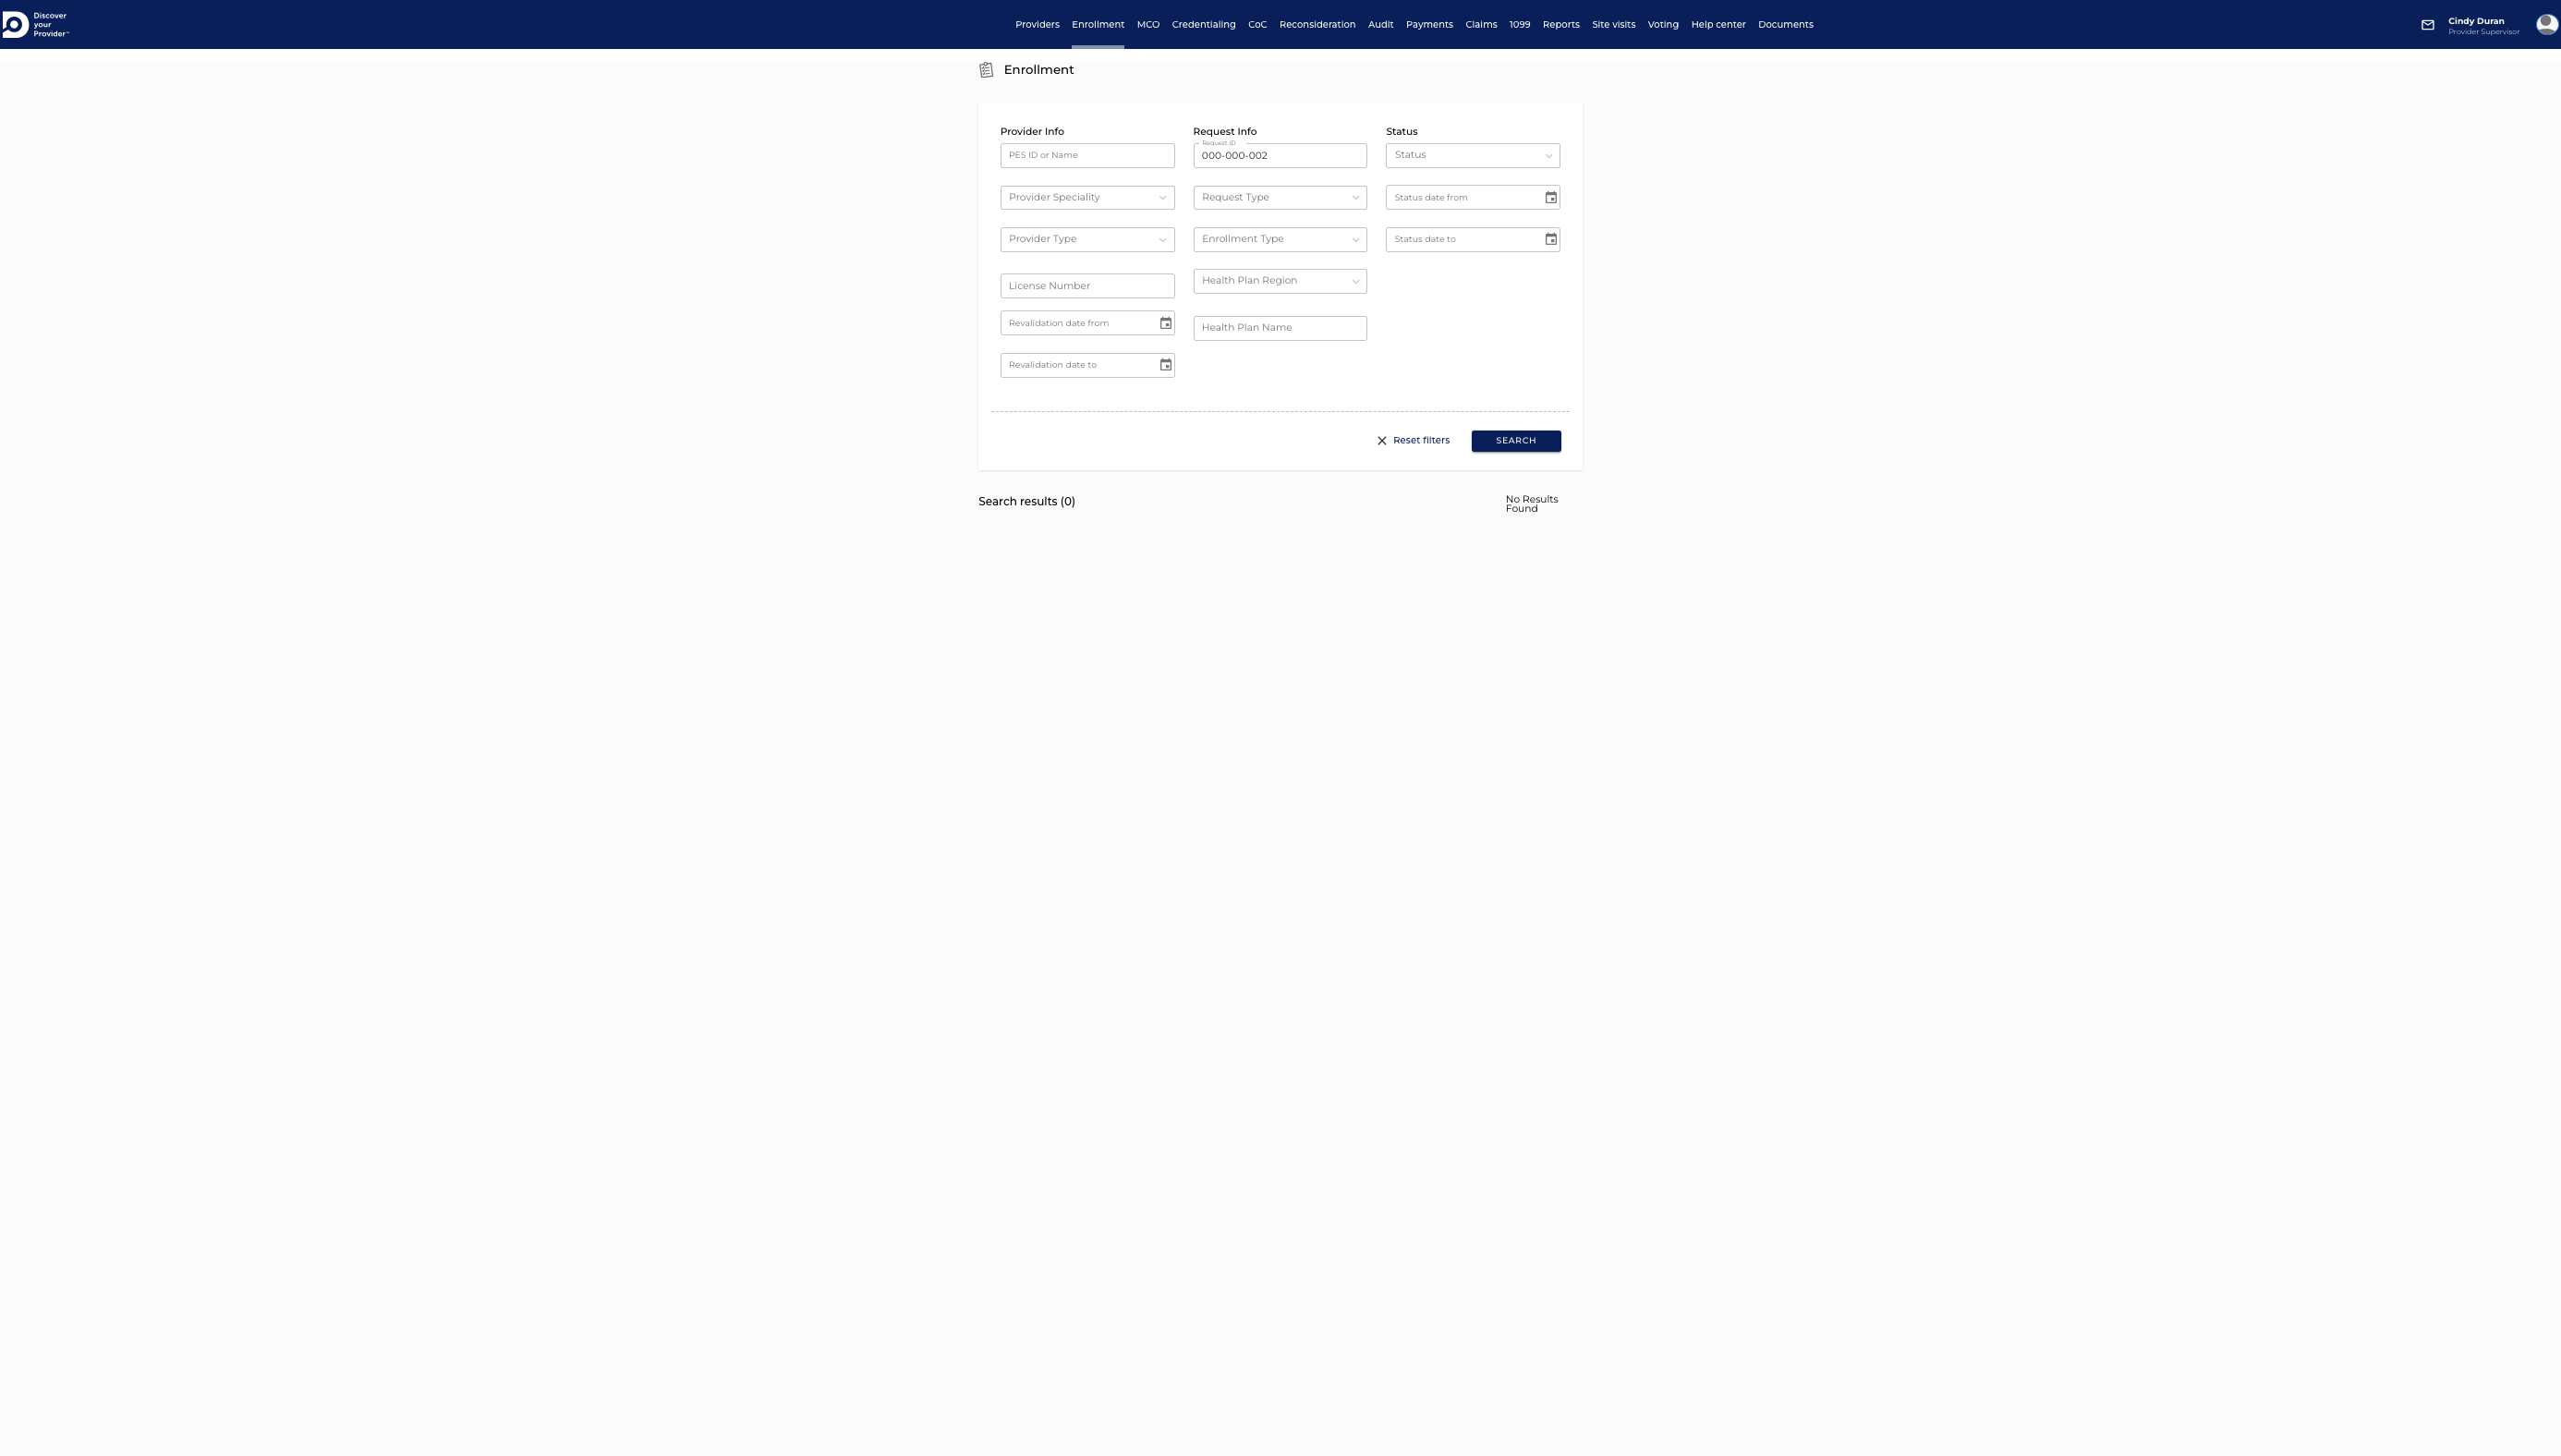 Discover
your
Provider™
Providers Enrollment MCO Credentialing CoC Reconsideration Audit Payments Claims 1099 Reports Site visits Voting Help center Documents
Cindy Duran
Provider Supervisor
Enrollment
Provider Info
PES ID or Name
Provider Speciality
Provider Type
License Number
Revalidation date from
Revalidation date to
Request Info
Request ID
000-000-002
Request Type
Enrollment Type
Health Plan Region
Health Plan Name
Status
Status
Status date from
Status date to
Reset filters
SEARCH
Search results (0)
No Results
Found